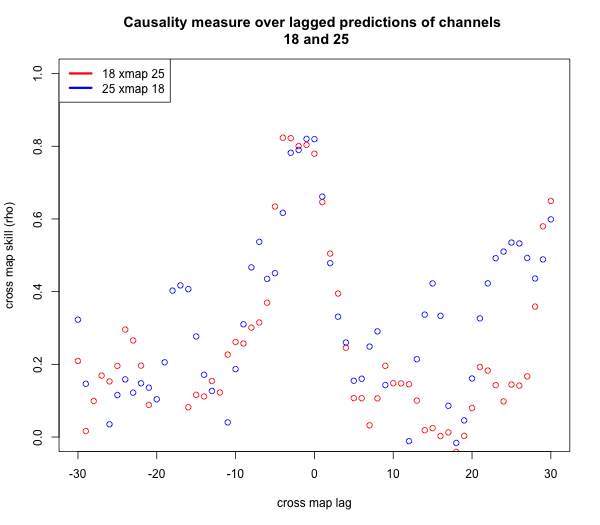 Causality measure over lagged predictions of channels
18 and 25
18 xmap 25
25 xmap 18
1.0
0.8
0.6
0.4
0.2
0.0
cross map skill (rho)
-30 -20 -10 0 10 20 30
cross map lag